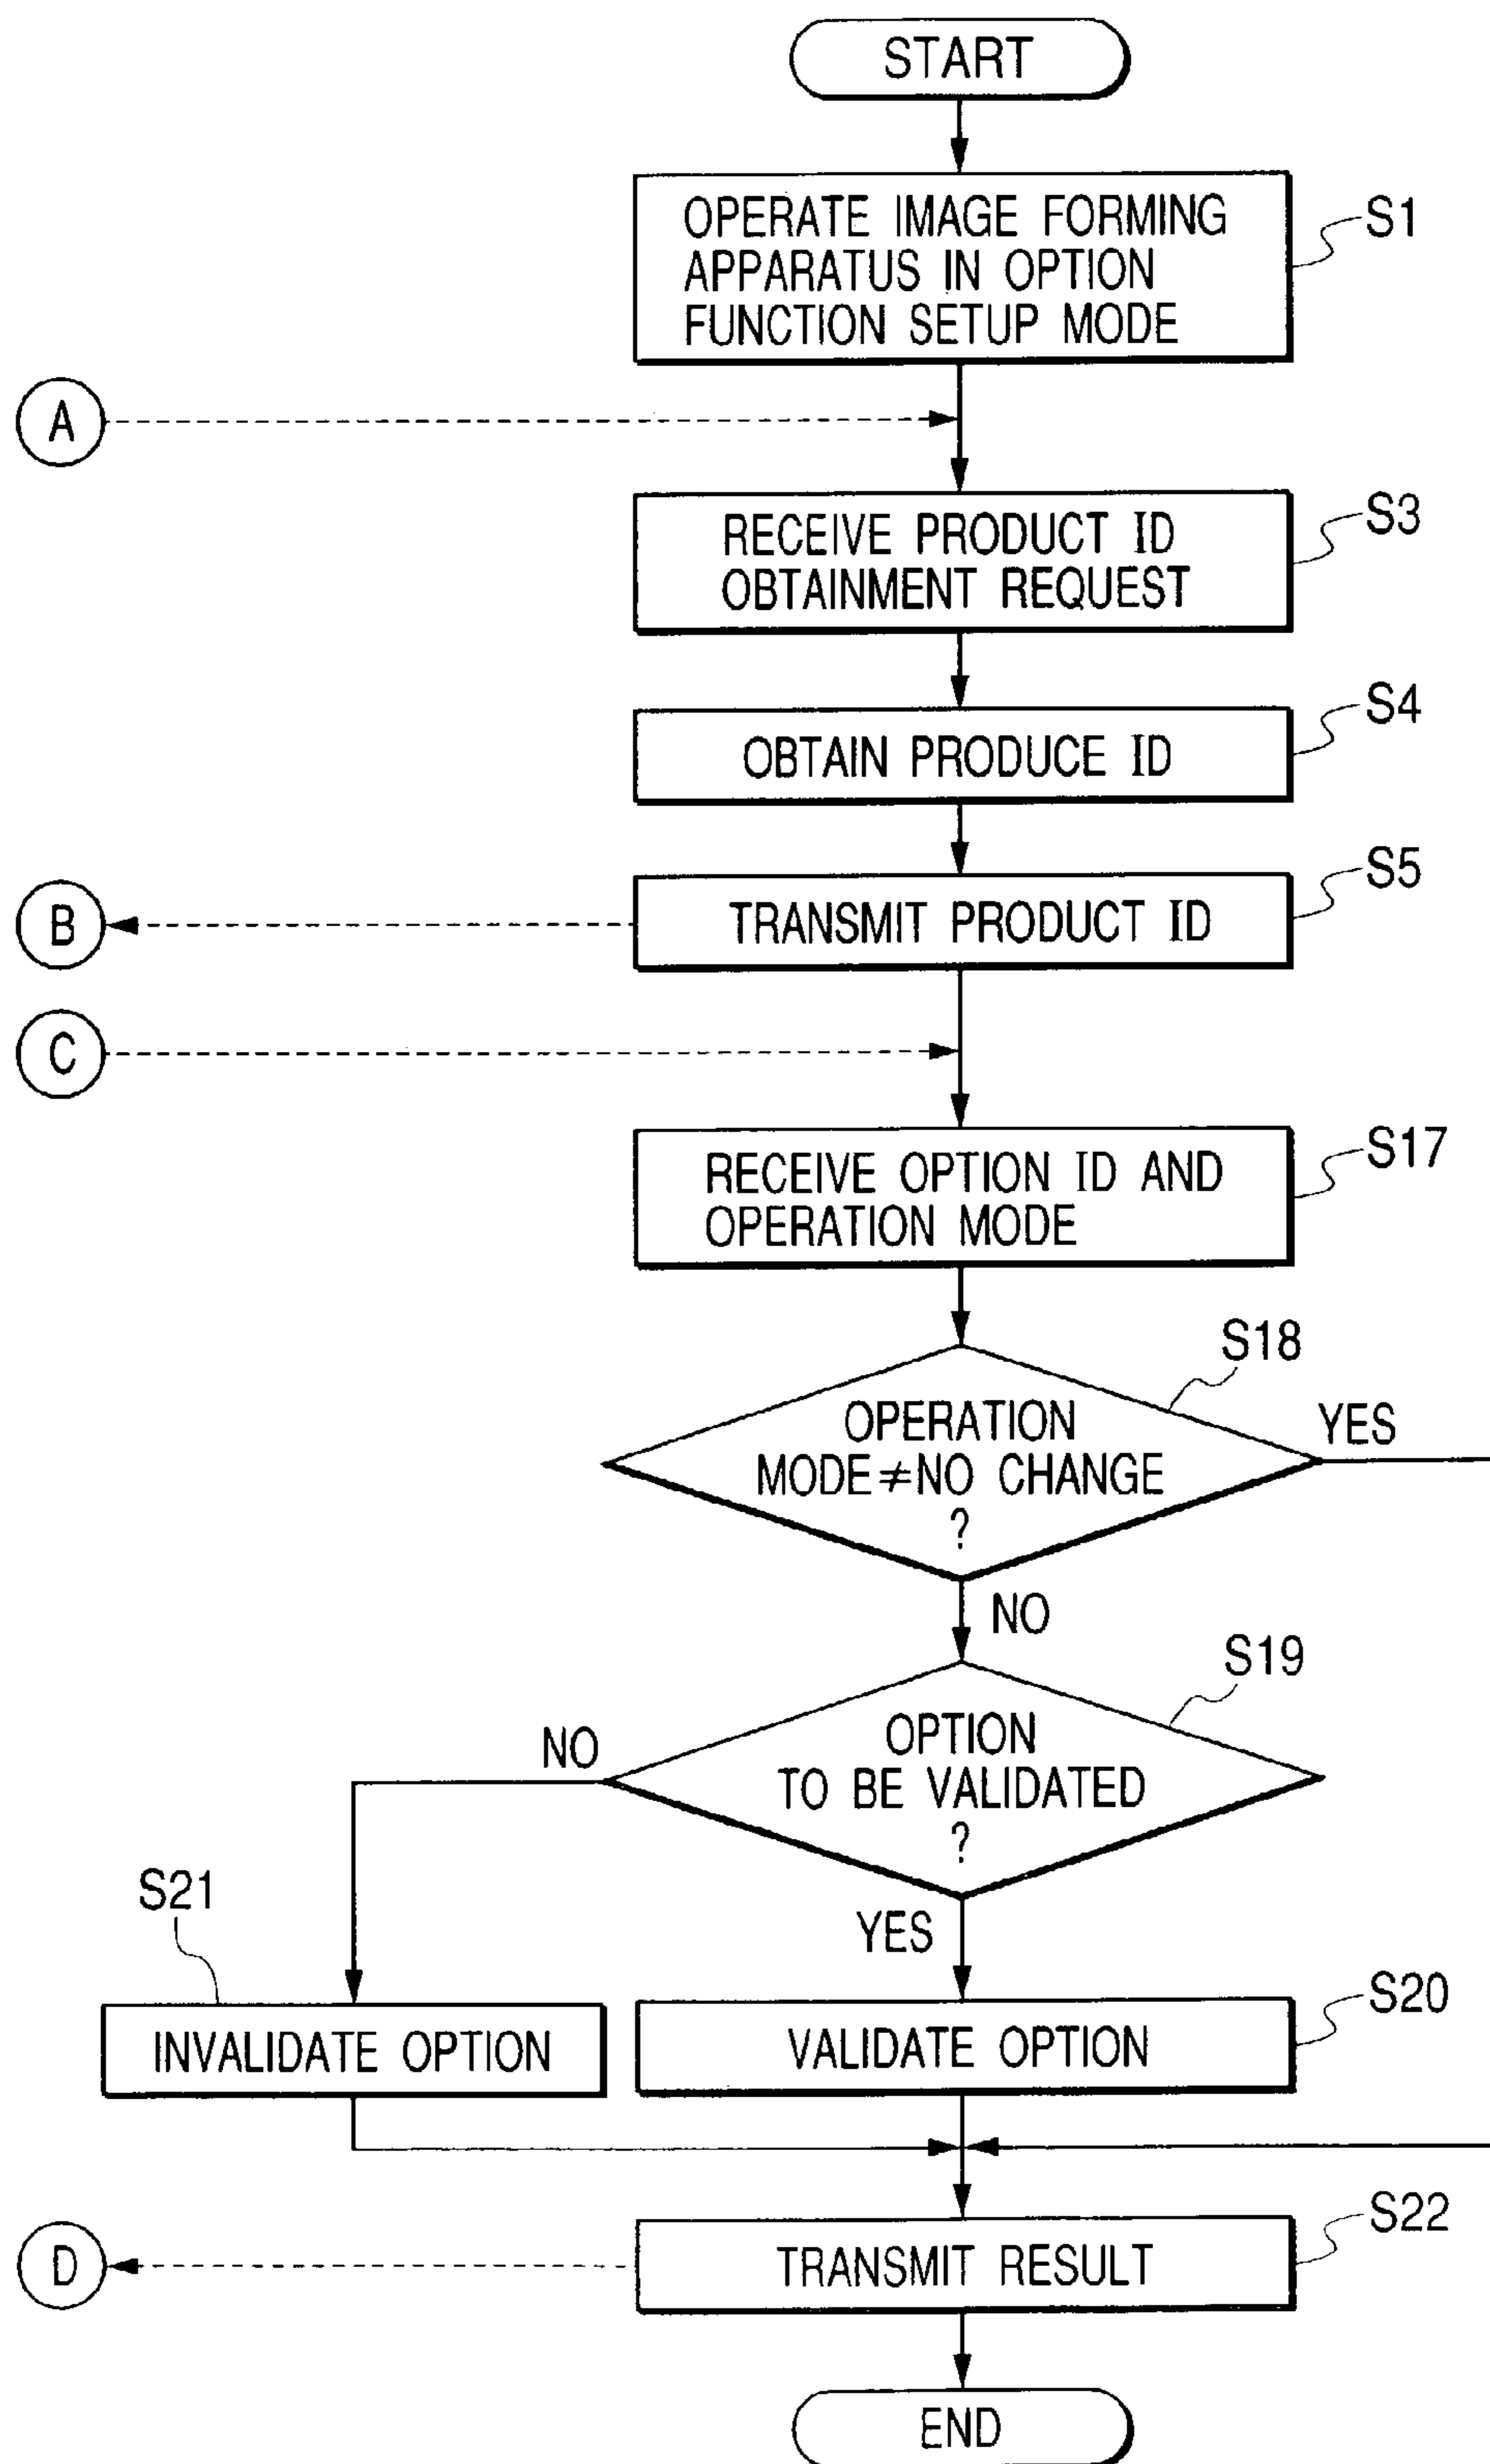 START
OPERATE IMAGE FORMING
APPARATUS IN OPTION
FUNCTION SETUP MODE
S1
A
RECEIVE PRODUCT ID
OBTAINMENT REQUEST
S3
OBTAIN PRODUCE ID
S4
B
TRANSMIT PRODUCT ID
S5
C
RECEIVE OPTION ID AND
OPERATION MODE
S17
S18
OPERATION
MODE≠NO CHANGE
?
YES
NO
S19
OPTION
TO BE VALIDATED
?
NO
YES
S21
INVALIDATE OPTION
VALIDATE OPTION
S20
D
TRANSMIT RESULT
S22
END